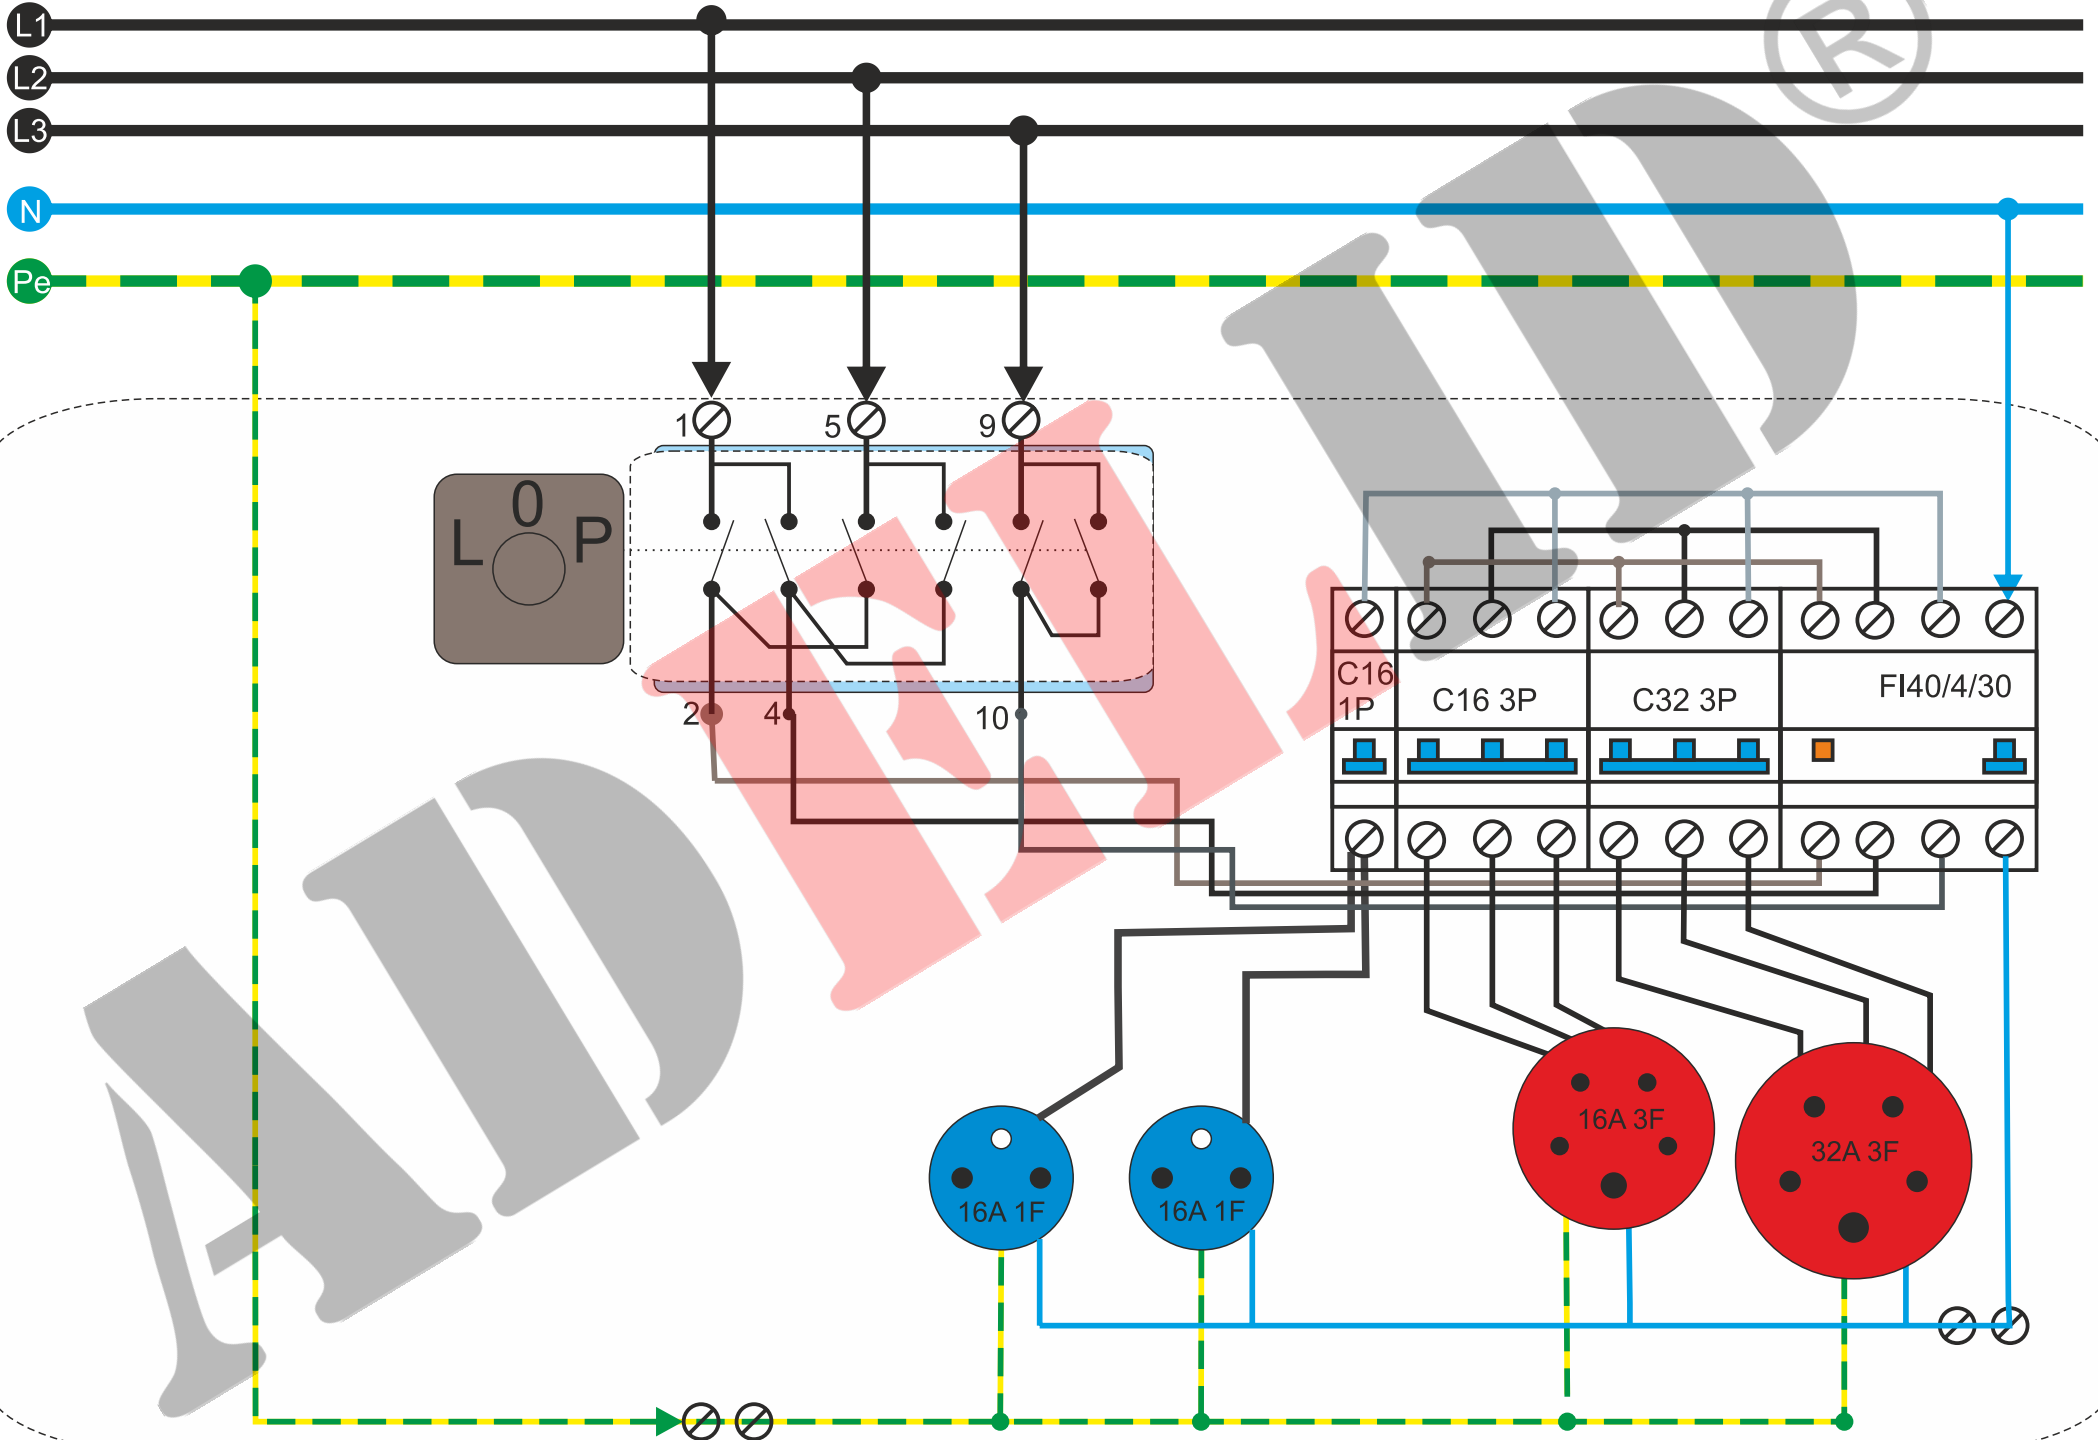 L1
L2
L3
N
Pe
®
1
5
9
L
0
P
2
4
10
C16
1P
C16 3P
C32 3P
FI40/4/30
16A 1F
16A 1F
16A 3F
32A 3F
ADELID